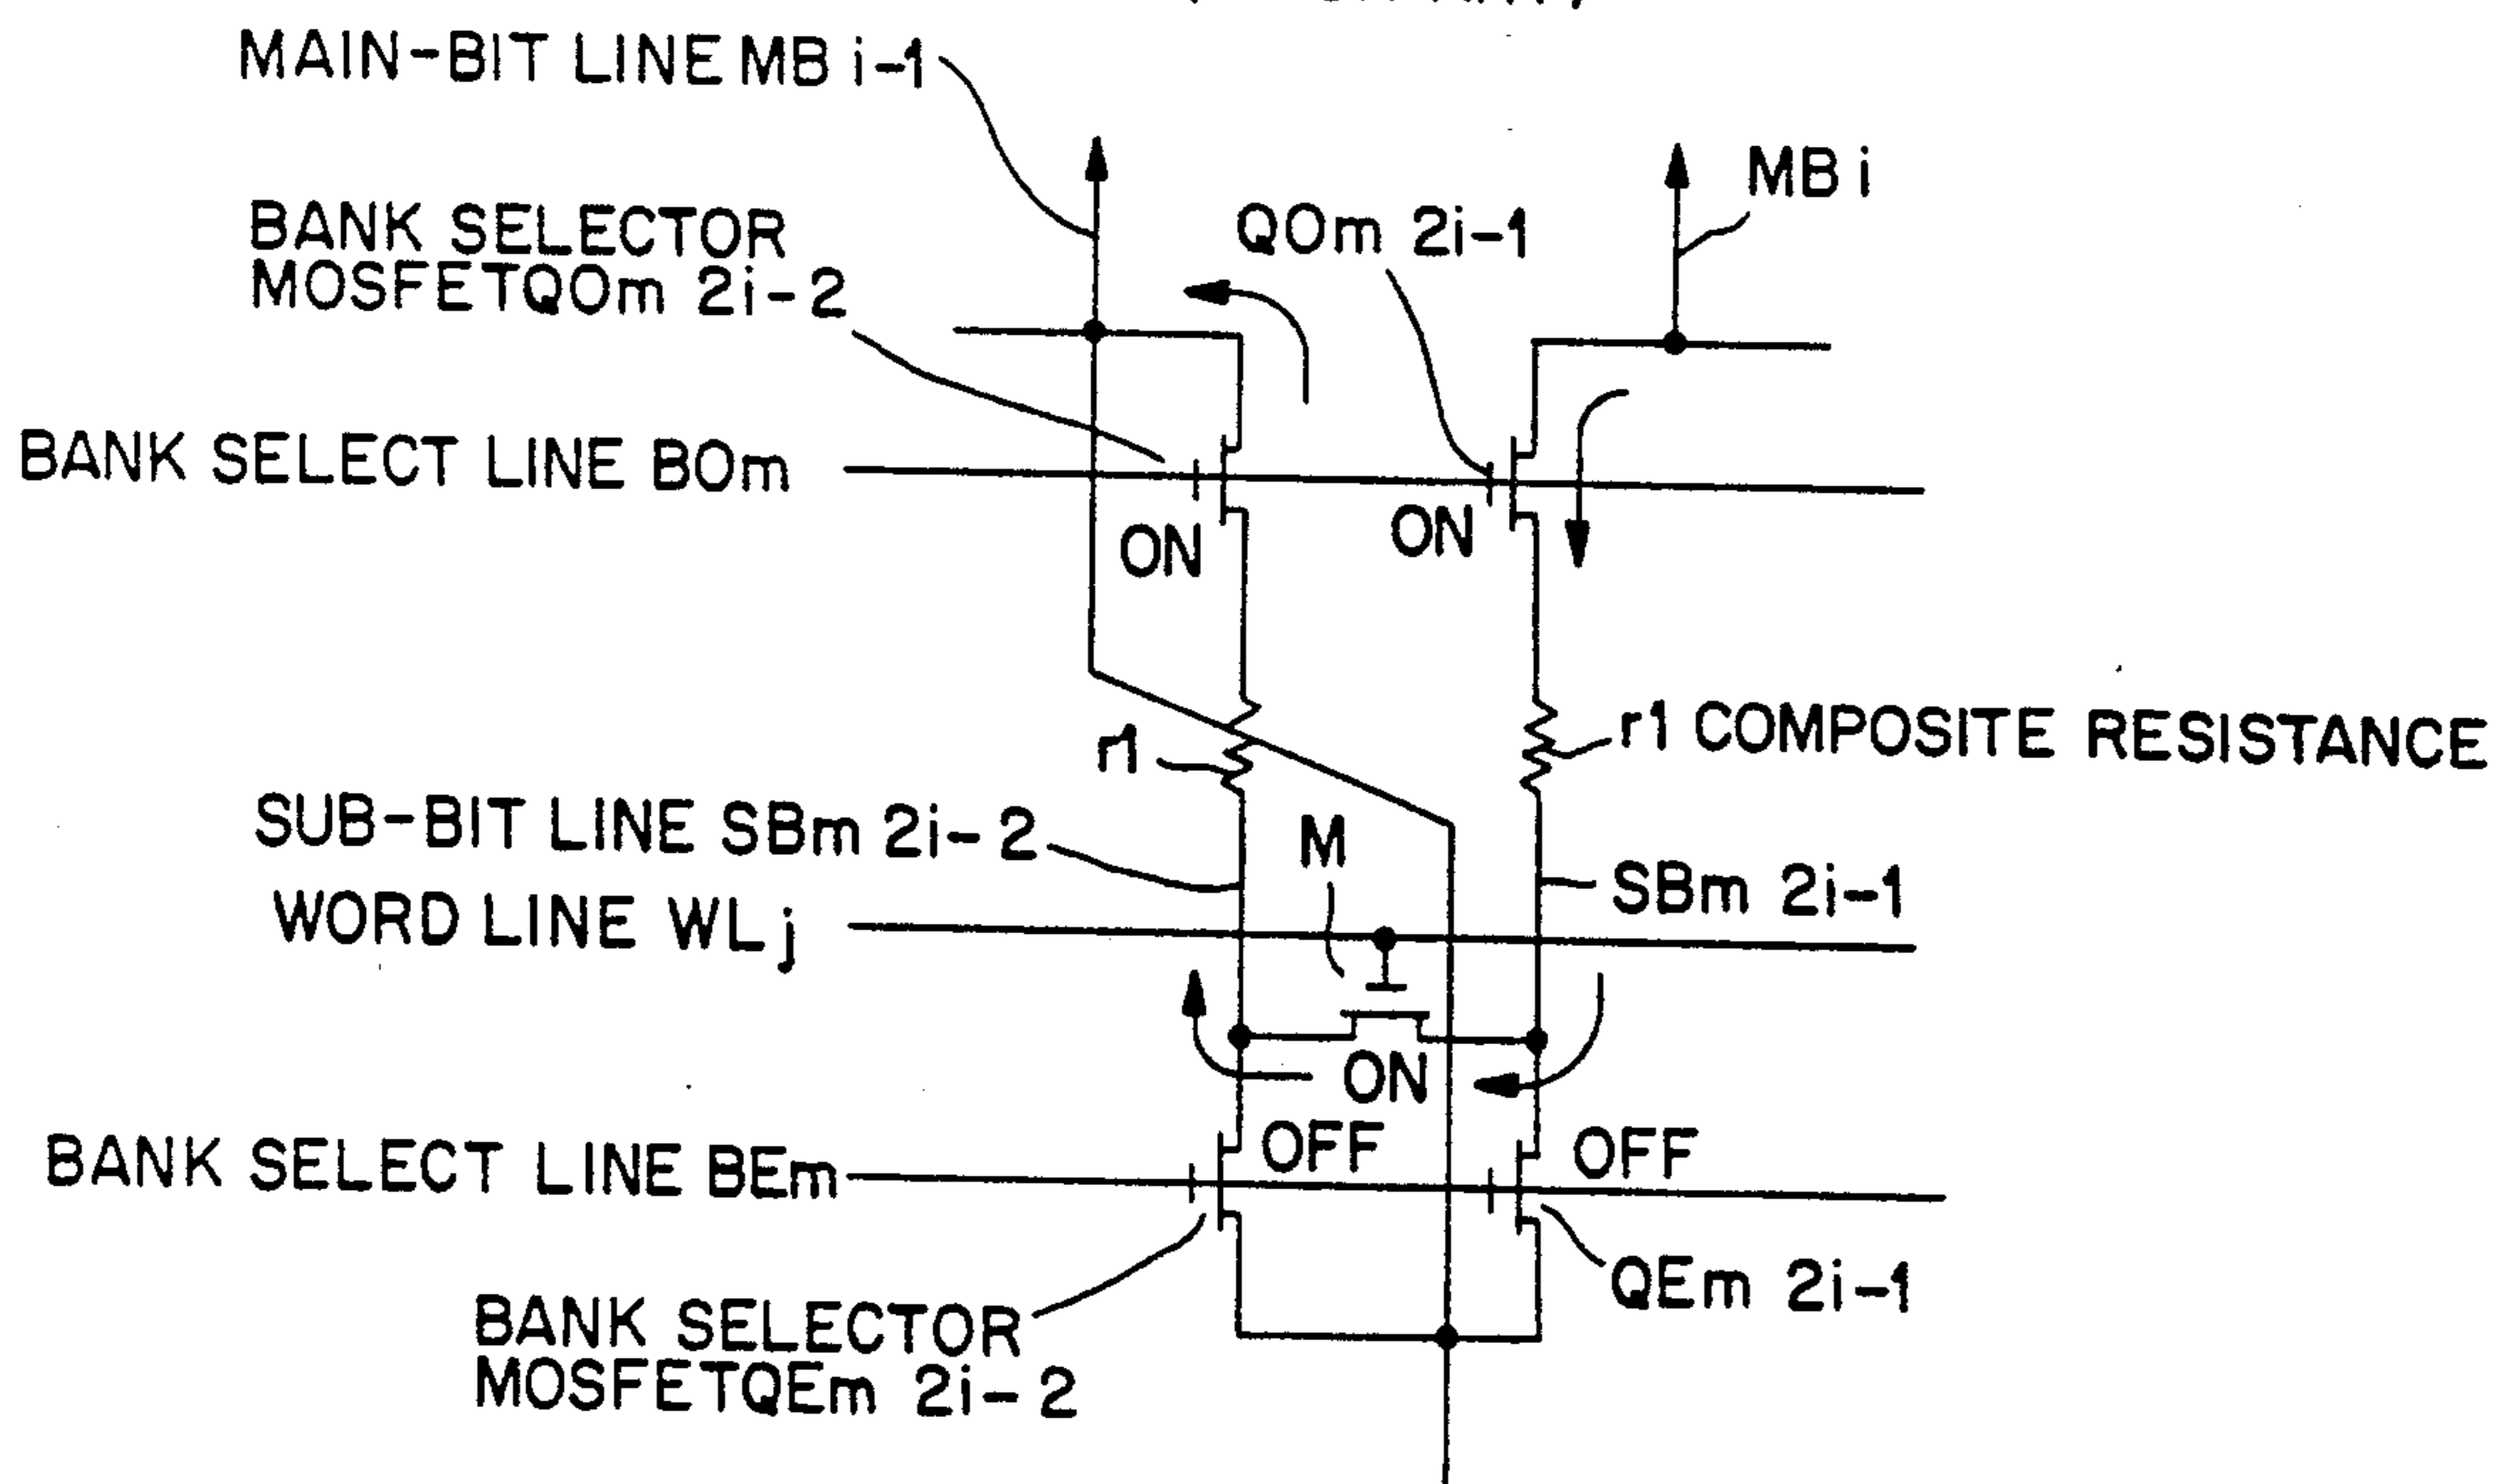 MAIN-BIT LINE MB i-1
MB i
BANK SELECTOR
MOSFETQOm 2i-2
QOm 2i-1
BANK SELECT LINE BOm
ON
ON
r1
r1 COMPOSITE RESISTANCE
SUB-BIT LINE SBm 2i-2
M
SBm 2i-1
WORD LINE WLj
ON
BANK SELECT LINE BEm
OFF
OFF
QEm 2i-1
BANK SELECTOR
MOSFETQEm 2i-2